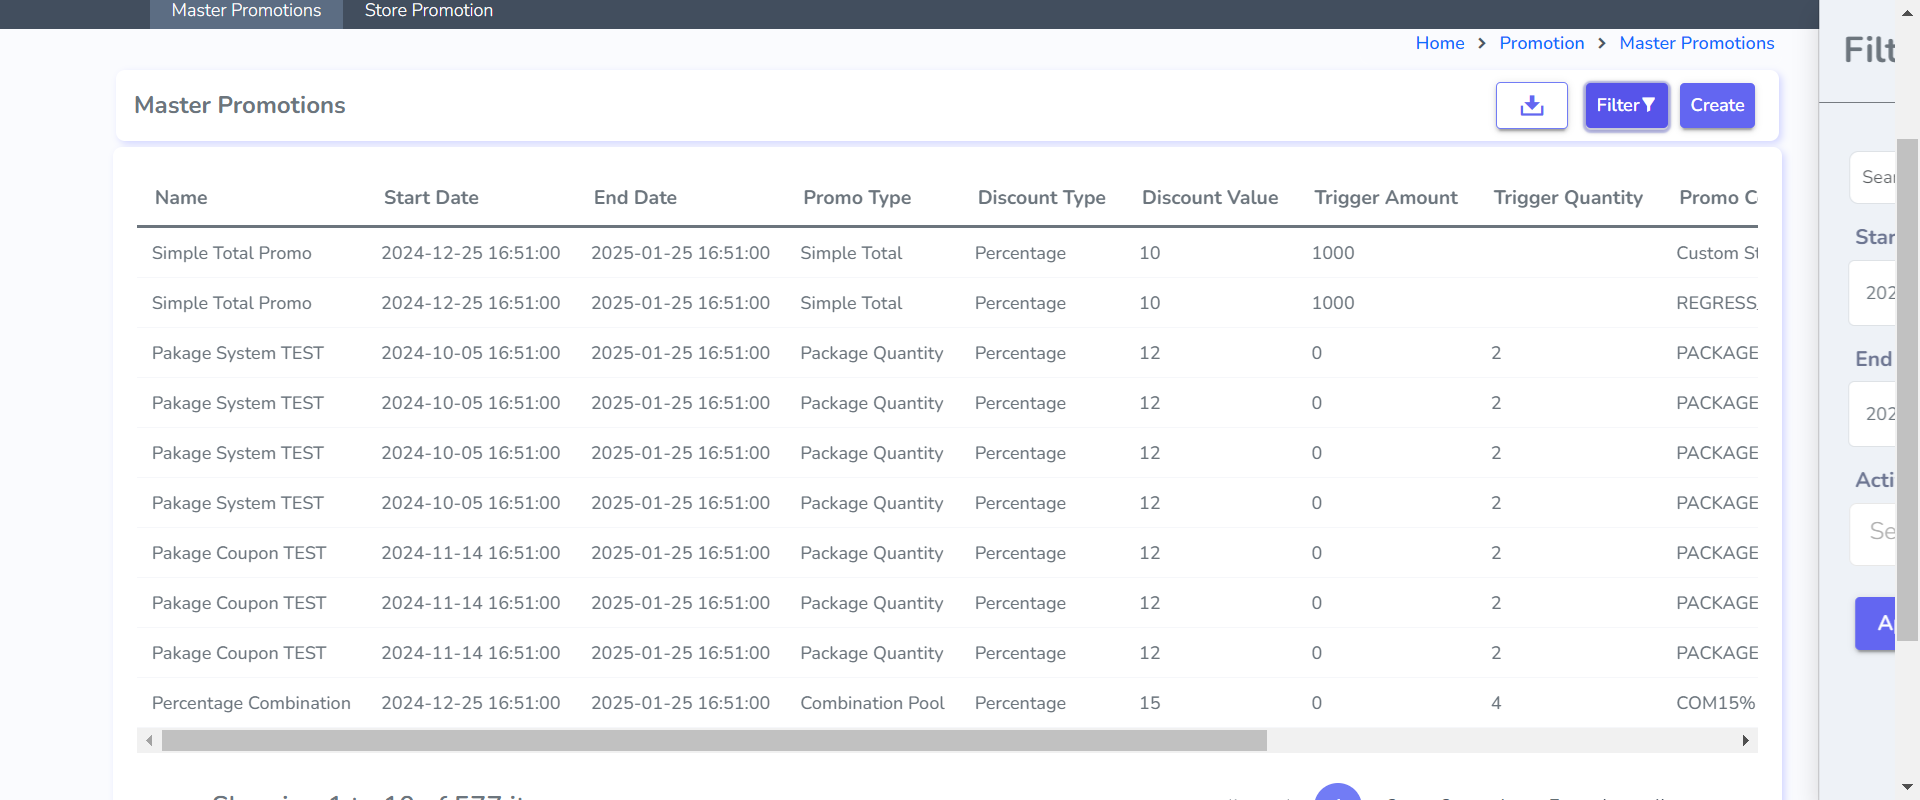 Master Promotions Store Promotion
Home > Promotion > Master Promotions
Master Promotions Filter Create
Name Start Date End Date Promo Type Discount Type Discount Value Trigger Amount Trigger Quantity Promo
Simple Total Promo 2024-12-25 16:51:00 2025-01-25 16:51:00 Simple Total Percentage 10 1000 Custom
Simple Total Promo 2024-12-25 16:51:00 2025-01-25 16:51:00 Simple Total Percentage 10 1000 REGRESS
Pakage System TEST 2024-10-05 16:51:00 2025-01-25 16:51:00 Package Quantity Percentage 12 0 2 PACKAGE
Pakage System TEST 2024-10-05 16:51:00 2025-01-25 16:51:00 Package Quantity Percentage 12 0 2 PACKAGE
Pakage System TEST 2024-10-05 16:51:00 2025-01-25 16:51:00 Package Quantity Percentage 12 0 2 PACKAGE
Pakage System TEST 2024-10-05 16:51:00 2025-01-25 16:51:00 Package Quantity Percentage 12 0 2 PACKAGE
Pakage Coupon TEST 2024-11-14 16:51:00 2025-01-25 16:51:00 Package Quantity Percentage 12 0 2 PACKAGE
Pakage Coupon TEST 2024-11-14 16:51:00 2025-01-25 16:51:00 Package Quantity Percentage 12 0 2 PACKAGE
Pakage Coupon TEST 2024-11-14 16:51:00 2025-01-25 16:51:00 Package Quantity Percentage 12 0 2 PACKAGE
Percentage Combination 2024-12-25 16:51:00 2025-01-25 16:51:00 Combination Pool Percentage 15 0 4 COM15%
Filt
Sear
Star
202
End
202
Acti
Se